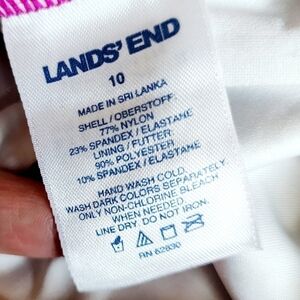 LANDS' END
10
MADE IN SRI LANKA
SHELL / OBERSTOFF:
77% NYLON
23% SPANDEX / ELASTANE
LINING / FUTTER:
90% POLYESTER
10% SPANDEX / ELASTANE
HAND WASH COLD.
WASH DARK COLORS SEPARATELY.
ONLY NON-CHLORINE BLEACH
WHEN NEEDED.
LINE DRY. DO NOT IRON.
RN 62830